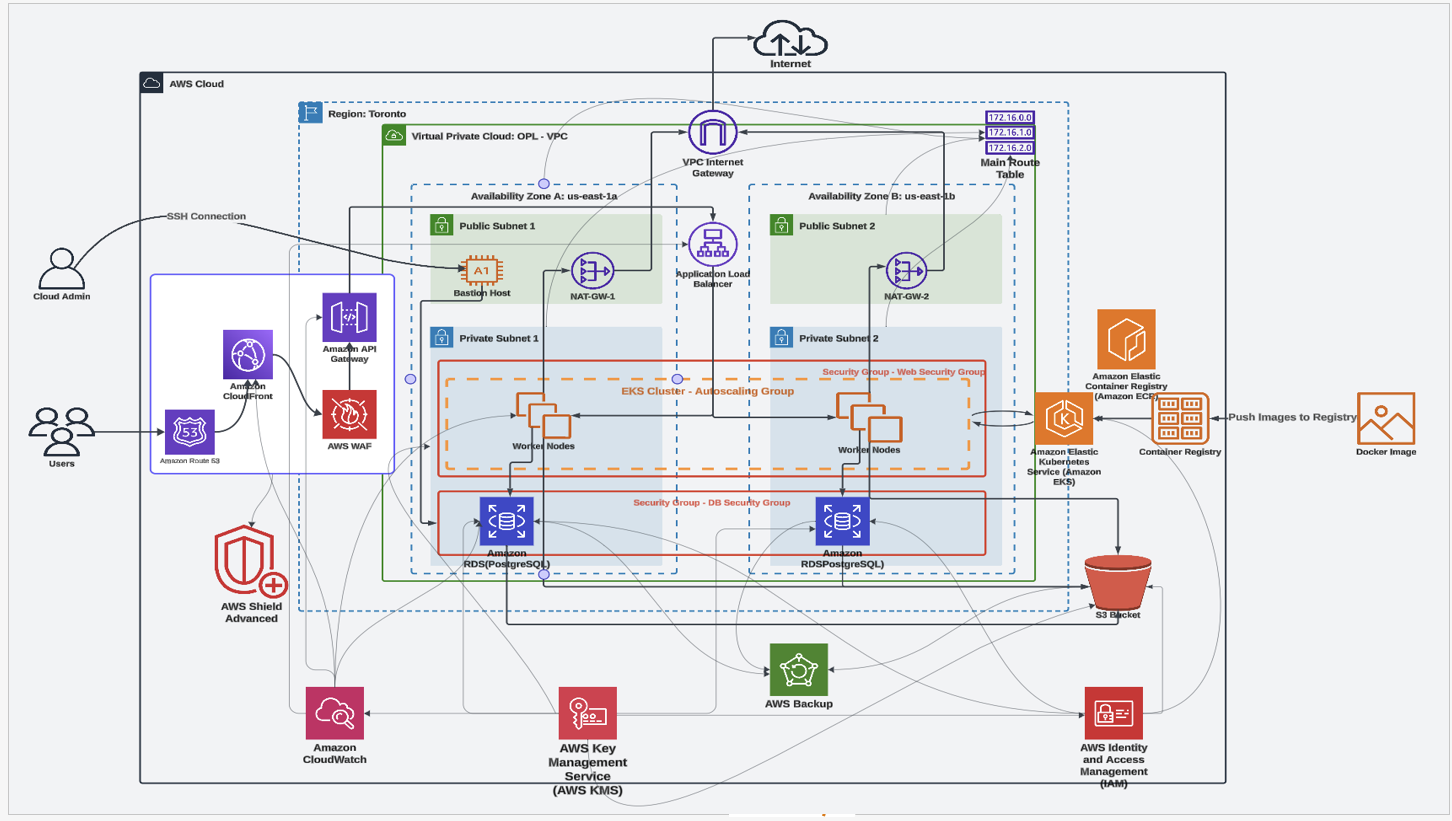 Internet
AWS Cloud
Region: Toronto
Virtual Private Cloud: OPL - VPC
172.16.0.0
172.16.1.0
172.16.2.0
Main Route
Table
VPC Internet
Gateway
Availability Zone A: us-east-1a
Availability Zone B: us-east-1b
SSH Connection
Public Subnet 1
Public Subnet 2
A1
Bastion Host
NAT-GW-1
Application Load
Balancer
NAT-GW-2
Cloud Admin
Private Subnet 1
Private Subnet 2
Amazon API
Gateway
Amazon
CloudFront
Security Group - Web Security Group
EKS Cluster - Autoscaling Group
Amazon Elastic
Container Registry
(Amazon ECR)
53
Amazon Route 53
AWS WAF
Users
Worker Nodes
Worker Nodes
K
Amazon Elastic
Kubernetes
Service (Amazon
EKS)
Container Registry
Push Images to Registry
Docker Image
Security Group - DB Security Group
Amazon
RDS(PostgreSQL)
Amazon
RDSPostgreSQL)
AWS Shield
Advanced
S3 Bucket
AWS Backup
Amazon
CloudWatch
AWS Key
Management
Service
(AWS KMS)
AWS Identity
and Access
Management
(IAM)